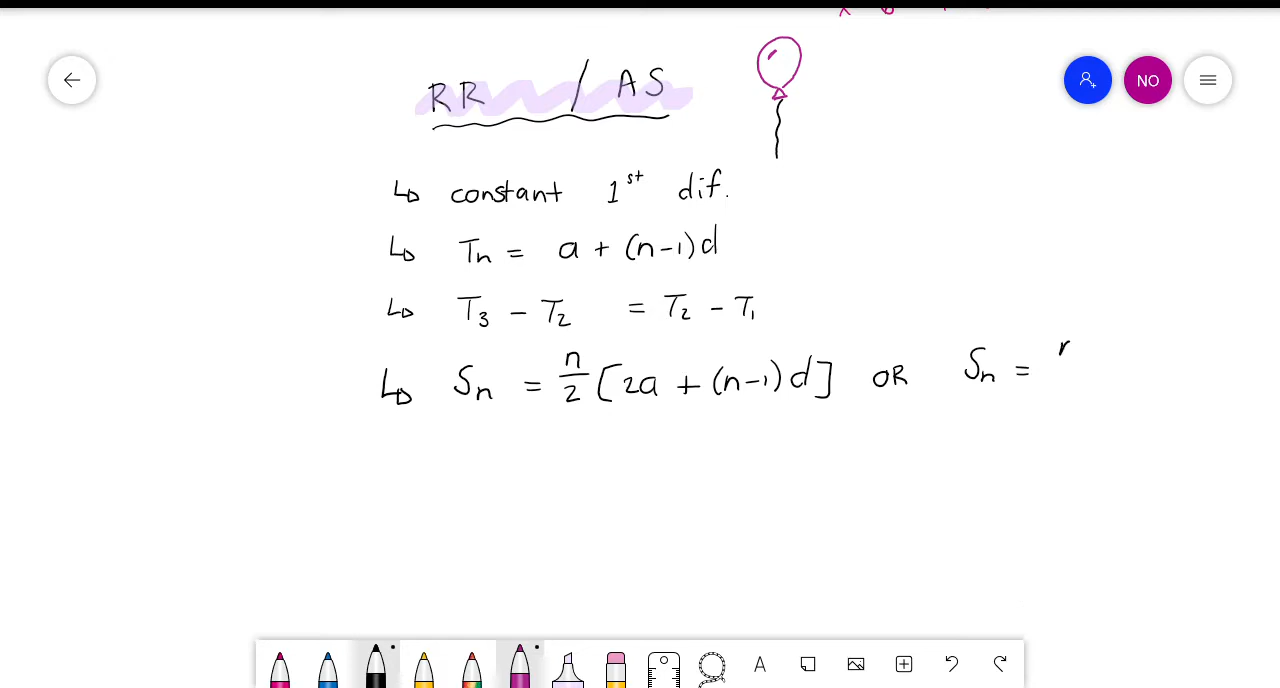 RR / AS
NO
↳ constant 1st dif.
↳ Tn = a + (n-1)d
↳ T3 - T2 = T2 - T1
↳ Sn = n/2 [2a + (n-1)d] OR Sn =
A